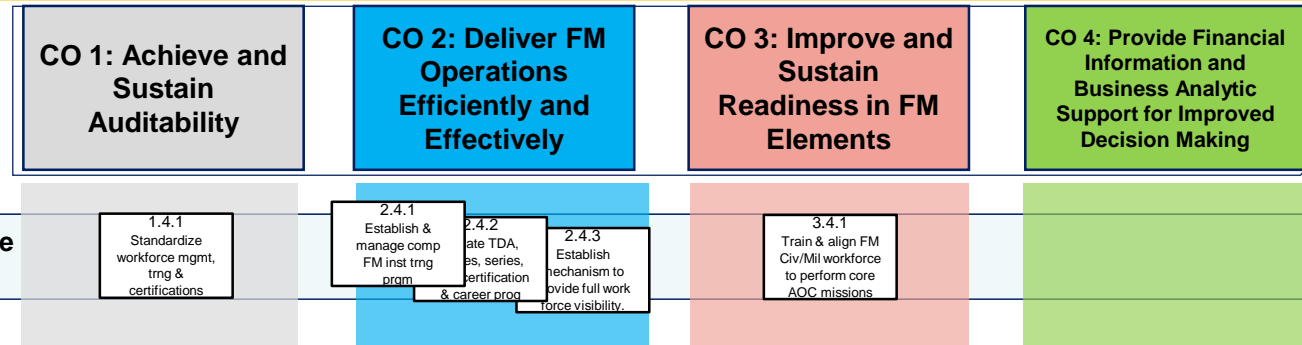 CO 1: Achieve and
Sustain
Auditability
CO 2: Deliver FM
Operations
Efficiently and
Effectively
CO 3: Improve and
Sustain
Readiness in FM
Elements
CO 4: Provide Financial
Information and
Business Analytic
Support for Improved
Decision Making
1.4.1
Standardize
workforce mgmt,
trng &
certifications
2.4.1
Establish &
manage comp
FM inst trng
prgm
2.4.2
TDA,
series,
certification
& career prog
2.4.3
Establish
mechanism to
provide full work
force visibility.
3.4.1
Train & align FM
Civ/Mil workforce
to perform core
AOC missions